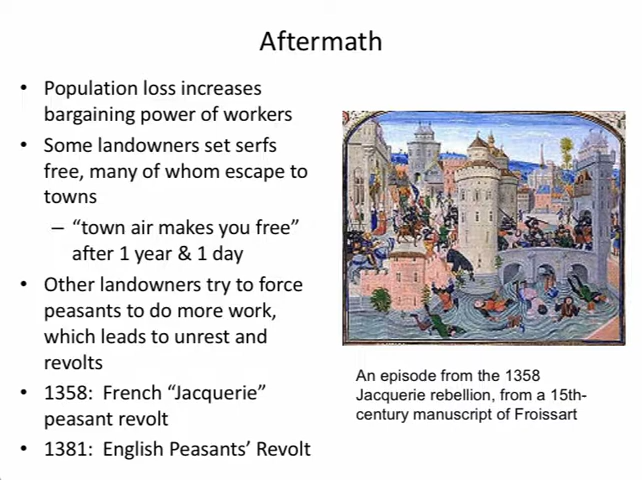 Aftermath
• Population loss increases
bargaining power of workers
• Some landowners set serfs
free, many of whom escape to
towns
– “town air makes you free”
after 1 year & 1 day
• Other landowners try to force
peasants to do more work,
which leads to unrest and
revolts
• 1358: French “Jacquerie”
peasant revolt
• 1381: English Peasants’ Revolt
An episode from the 1358
Jacquerie rebellion, from a 15th-
century manuscript of Froissart